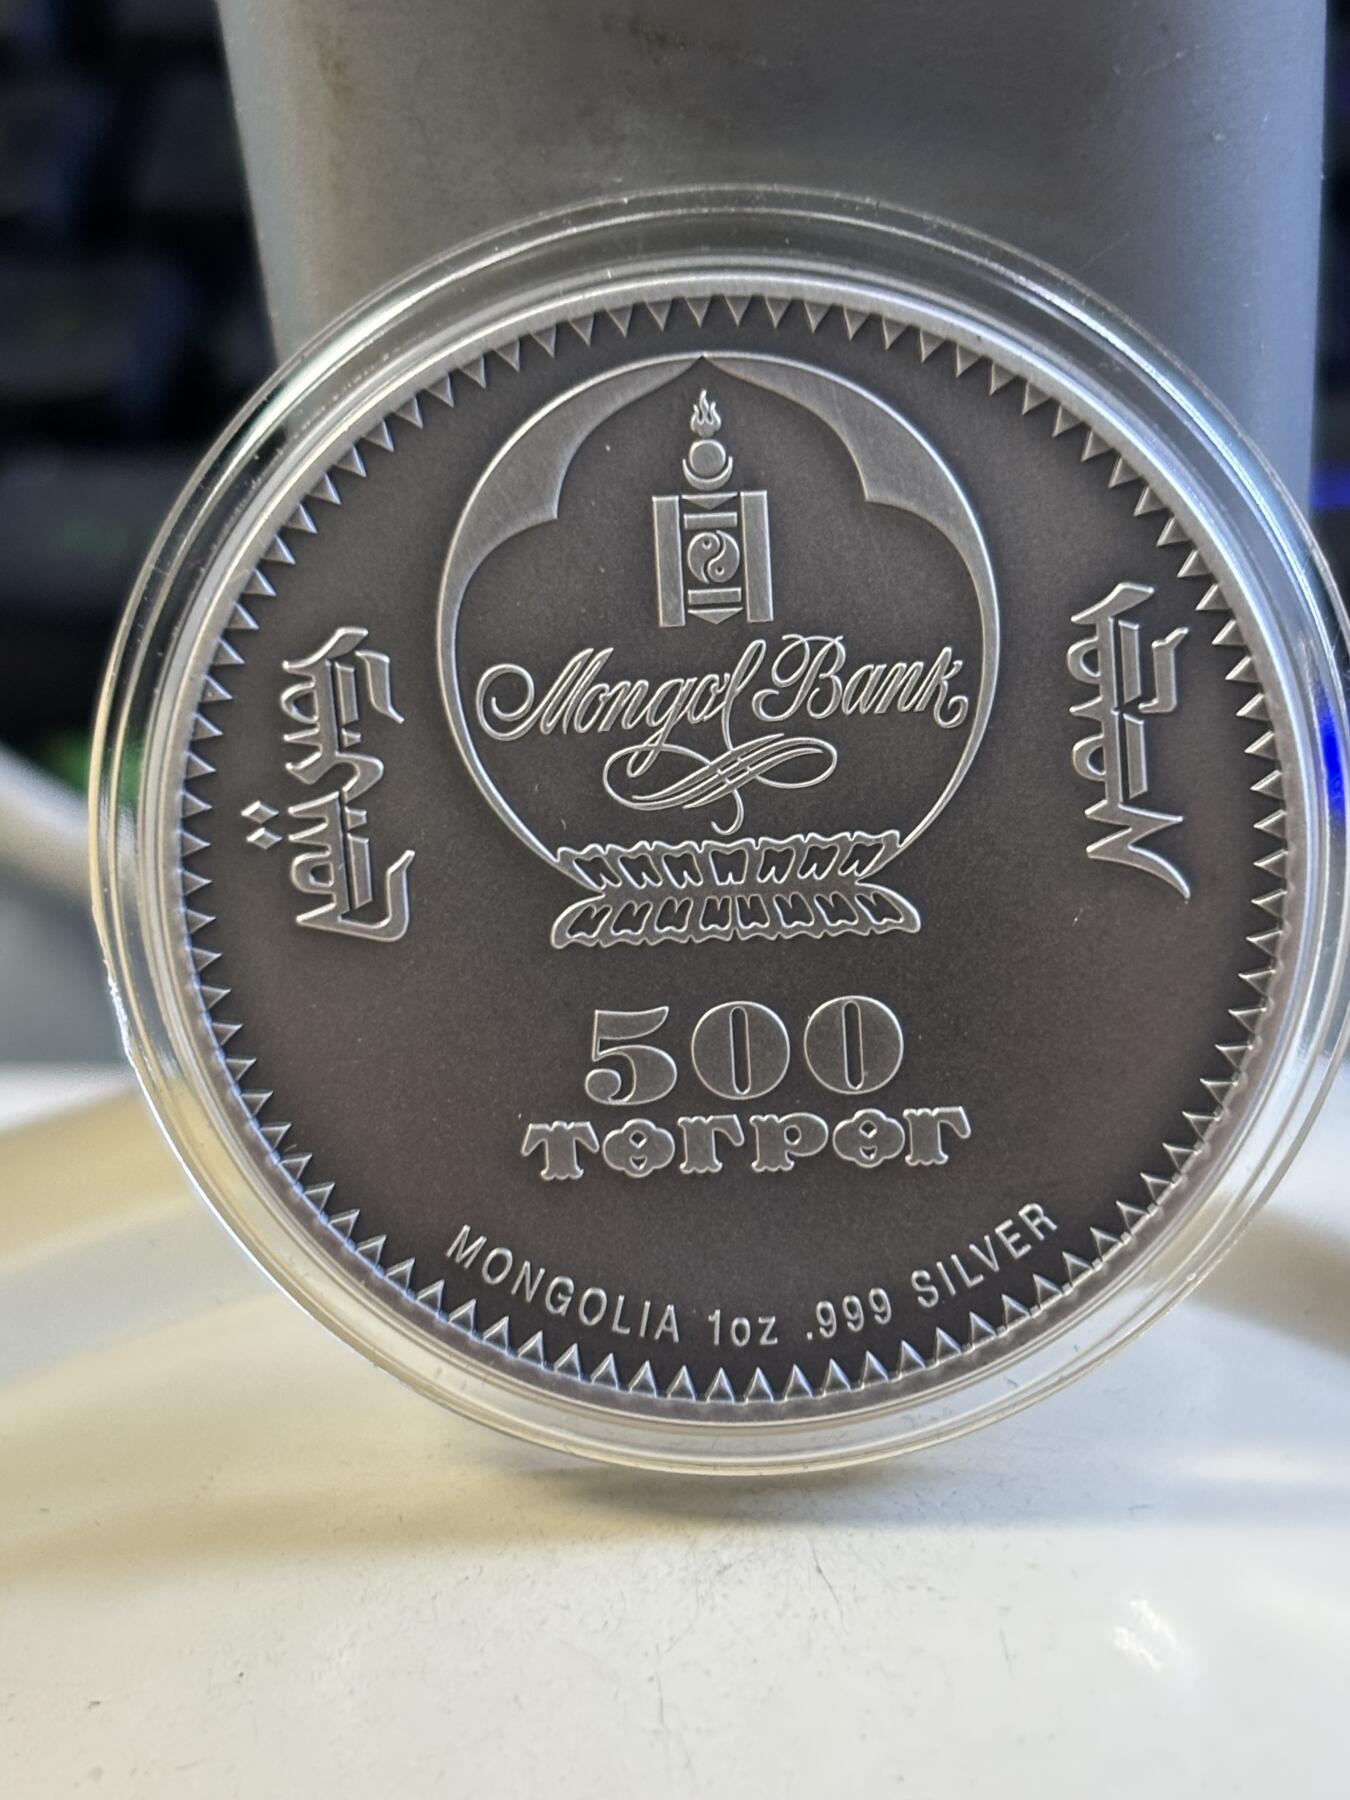 Mongol Bank
500
төгрөг
MONGOLIA 1oz .999 SILVER